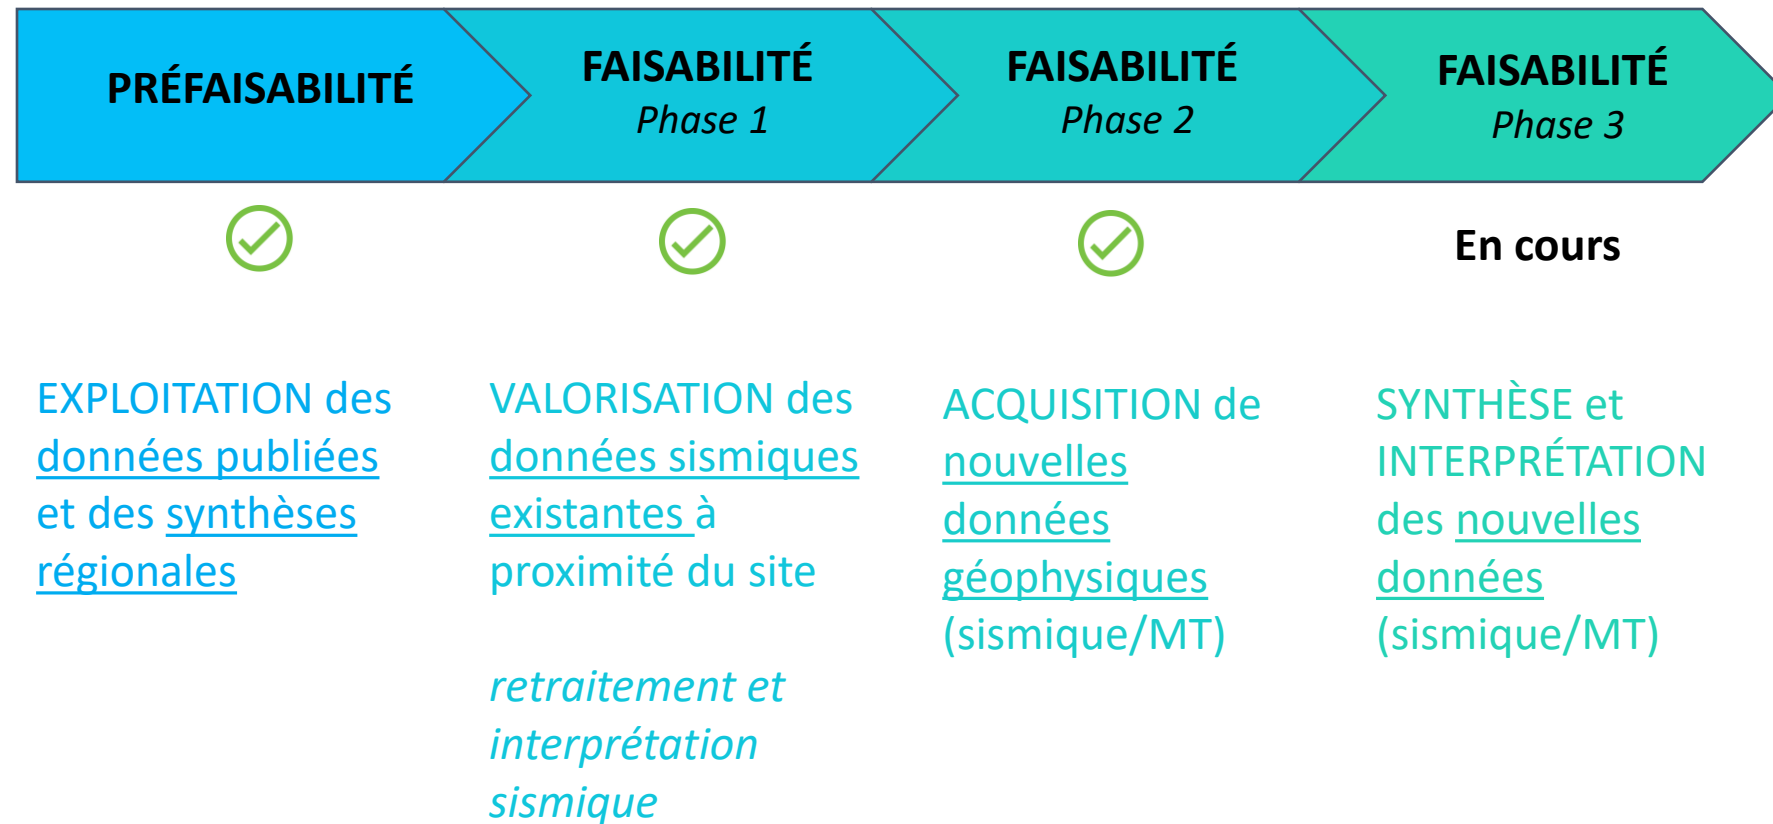 PRÉFAISABILITÉ
FAISABILITÉ
Phase 1
FAISABILITÉ
Phase 2
FAISABILITÉ
Phase 3
En cours
EXPLOITATION des
données publiées
et des synthèses
régionales
VALORISATION des
données sismiques
existantes à
proximité du site
retraitement et
interprétation
sismique
ACQUISITION de
nouvelles
données
géophysiques
(sismique/MT)
SYNTHÈSE et
INTERPRÉTATION
des nouvelles
données
(sismique/MT)